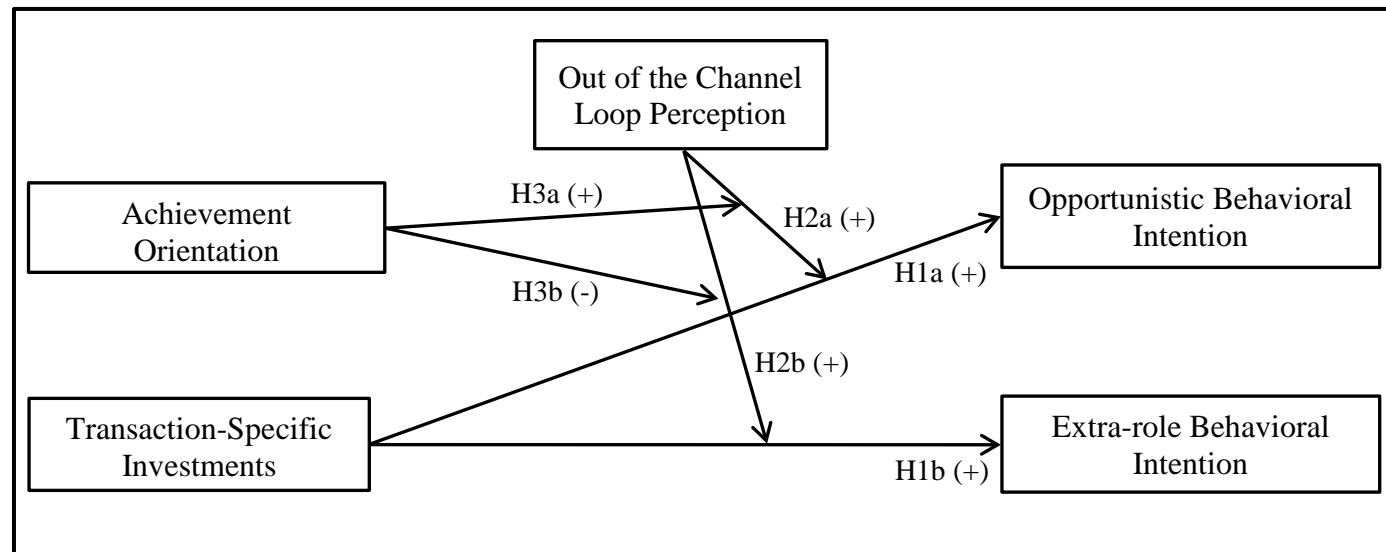 Out of the Channel
Loop Perception
Achievement
Orientation
H3a (+)
H2a (+)
Opportunistic Behavioral
Intention
H1a (+)
H3b (-)
H2b (+)
Transaction-Specific
Investments
Extra-role Behavioral
Intention
H1b (+)